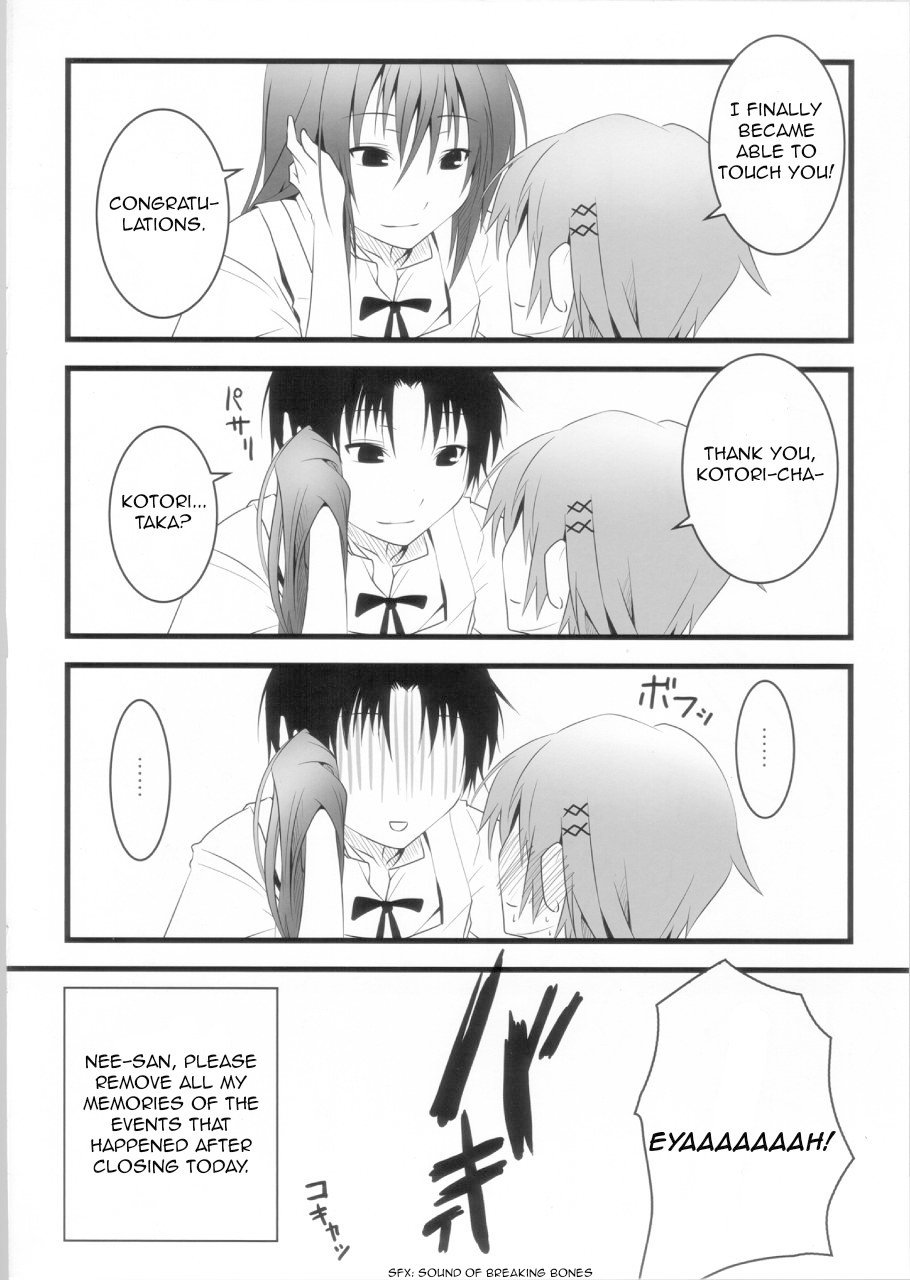 I FINALLY
BECAME
ABLE TO
TOUCH YOU!
CONGRATU-
LATIONS.
THANK YOU,
KOTORI-CHA-
パサッ
KOTORI...
TAKA?
ボフッ
........
........
EYAAAAAAAH!
バキ
コキャッ
NEE-SAN, PLEASE
REMOVE ALL MY
MEMORIES OF THE
EVENTS THAT
HAPPENED AFTER
CLOSING TODAY.
SFX: SOUND OF BREAKING BONES